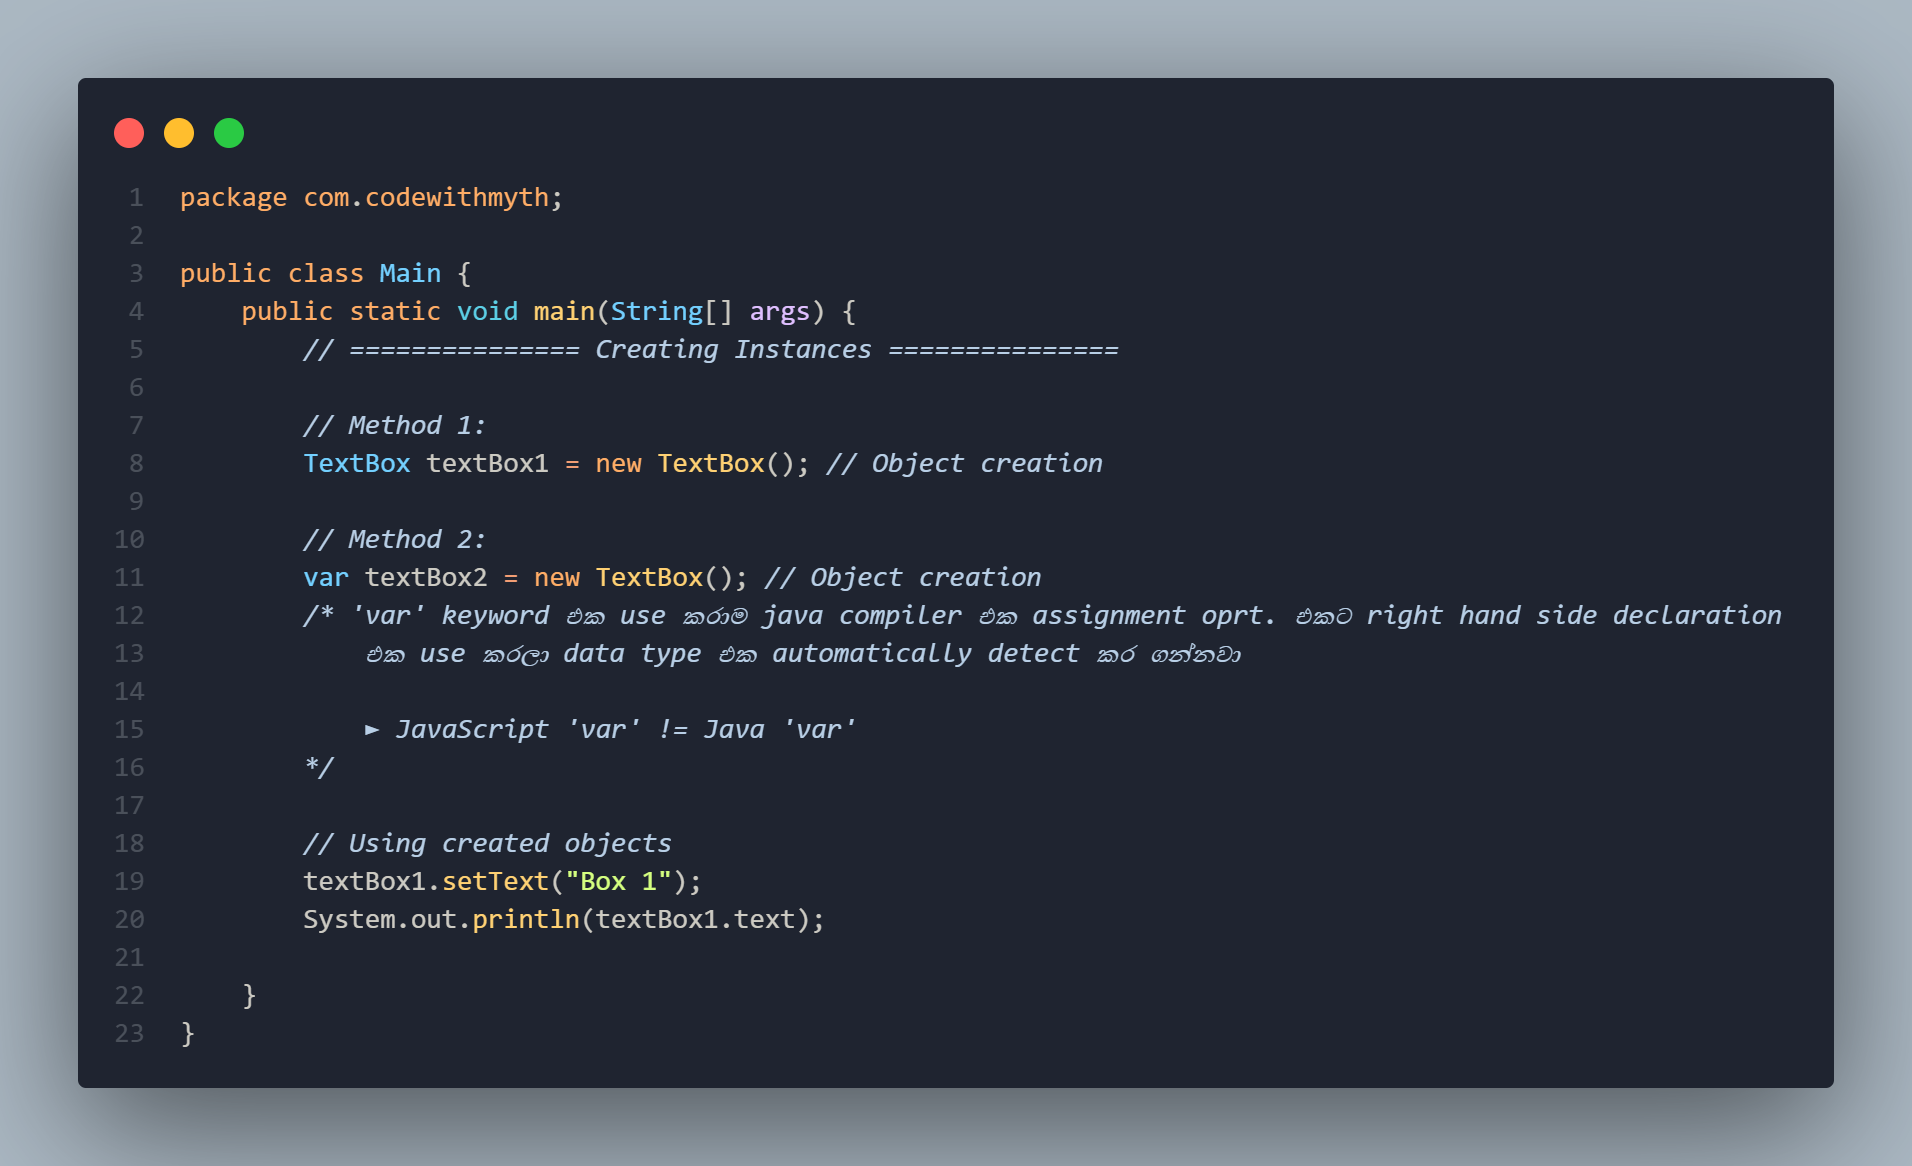 1 package com.codewithmyth;
2
3 public class Main {
4     public static void main(String[] args) {
5         // =============== Creating Instances ===============
6
7         // Method 1:
8         TextBox textBox1 = new TextBox(); // Object creation
9
10         // Method 2:
11         var textBox2 = new TextBox(); // Object creation
12         /* 'var' keyword එක use කරාම java compiler එක assignment oprt. එකට right hand side declaration
13             එක use කරලා data type එක automatically detect කර ගන්නවා
14
15             ► JavaScript 'var' != Java 'var'
16         */
17
18         // Using created objects
19         textBox1.setText("Box 1");
20         System.out.println(textBox1.text);
21
22     }
23 }